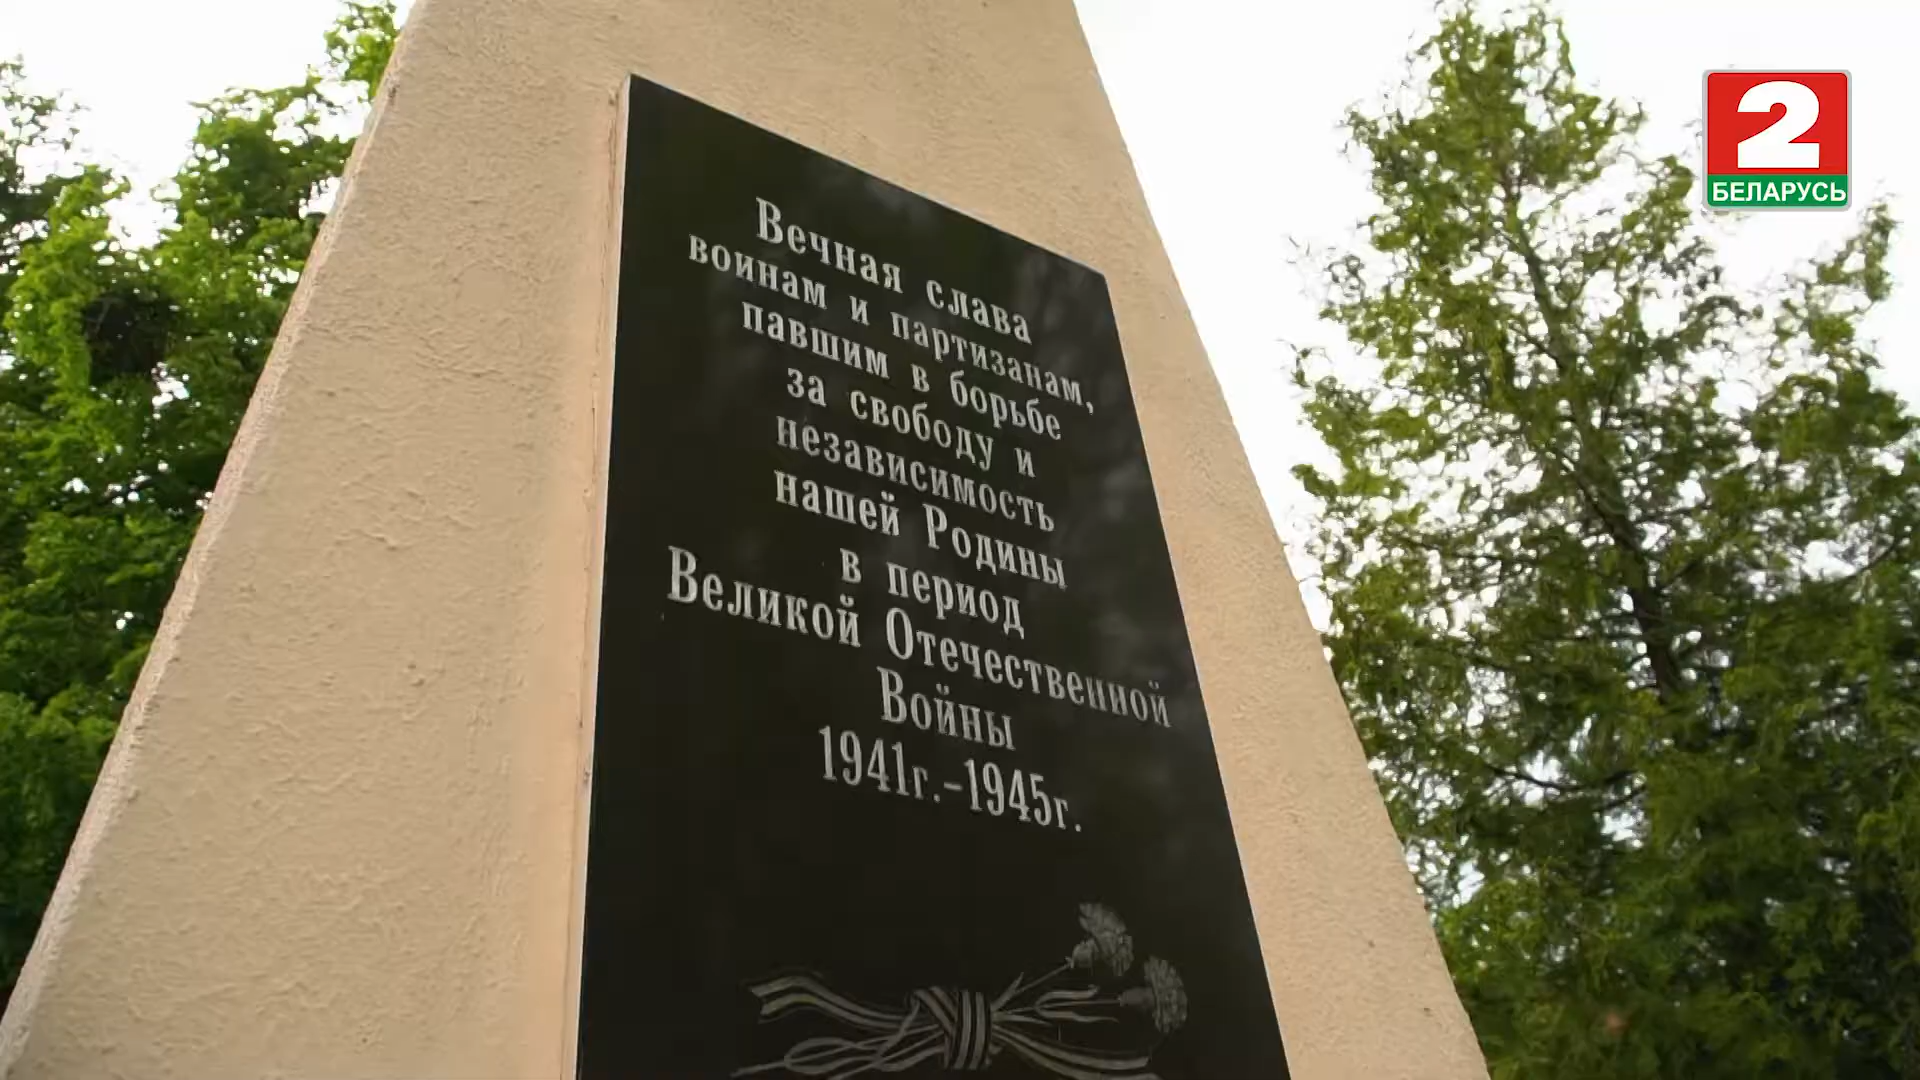 Вечная слава
воинам и партизанам,
павшим в борьбе
за свободу и
независимость
нашей Родины
в период
Великой Отечественной
Войны
1941г.-1945г.
2
БЕЛАРУСЬ